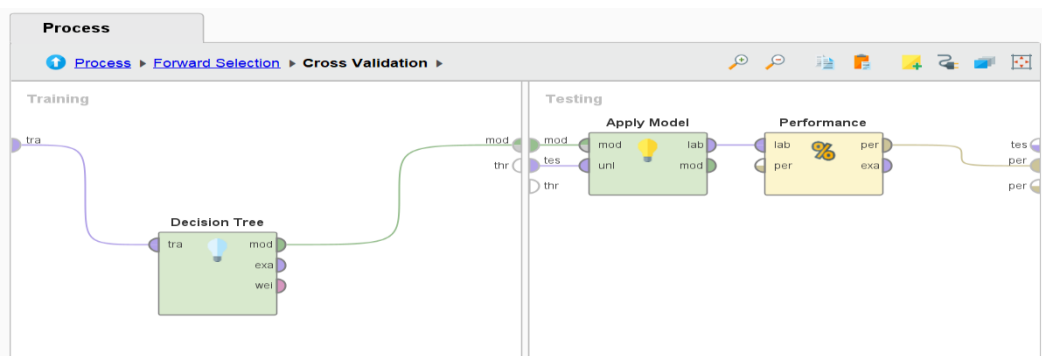 Process
Process ▸ Forward Selection ▸ Cross Validation ▸
Training
Testing
tra
mod
thr
Decision Tree
tra
mod
exa
wei
mod
tes
thr
Apply Model
mod
lab
unl
mod
Performance
%
lab
per
per
exa
tes
per
per